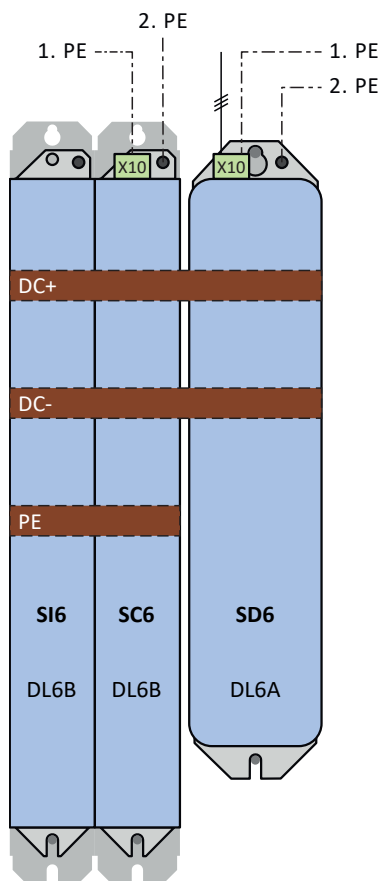 2. PE
1. PE
1. PE
2. PE
X10
X10
DC+
DC-
PE
SI6
SC6
SD6
DL6B
DL6B
DL6A